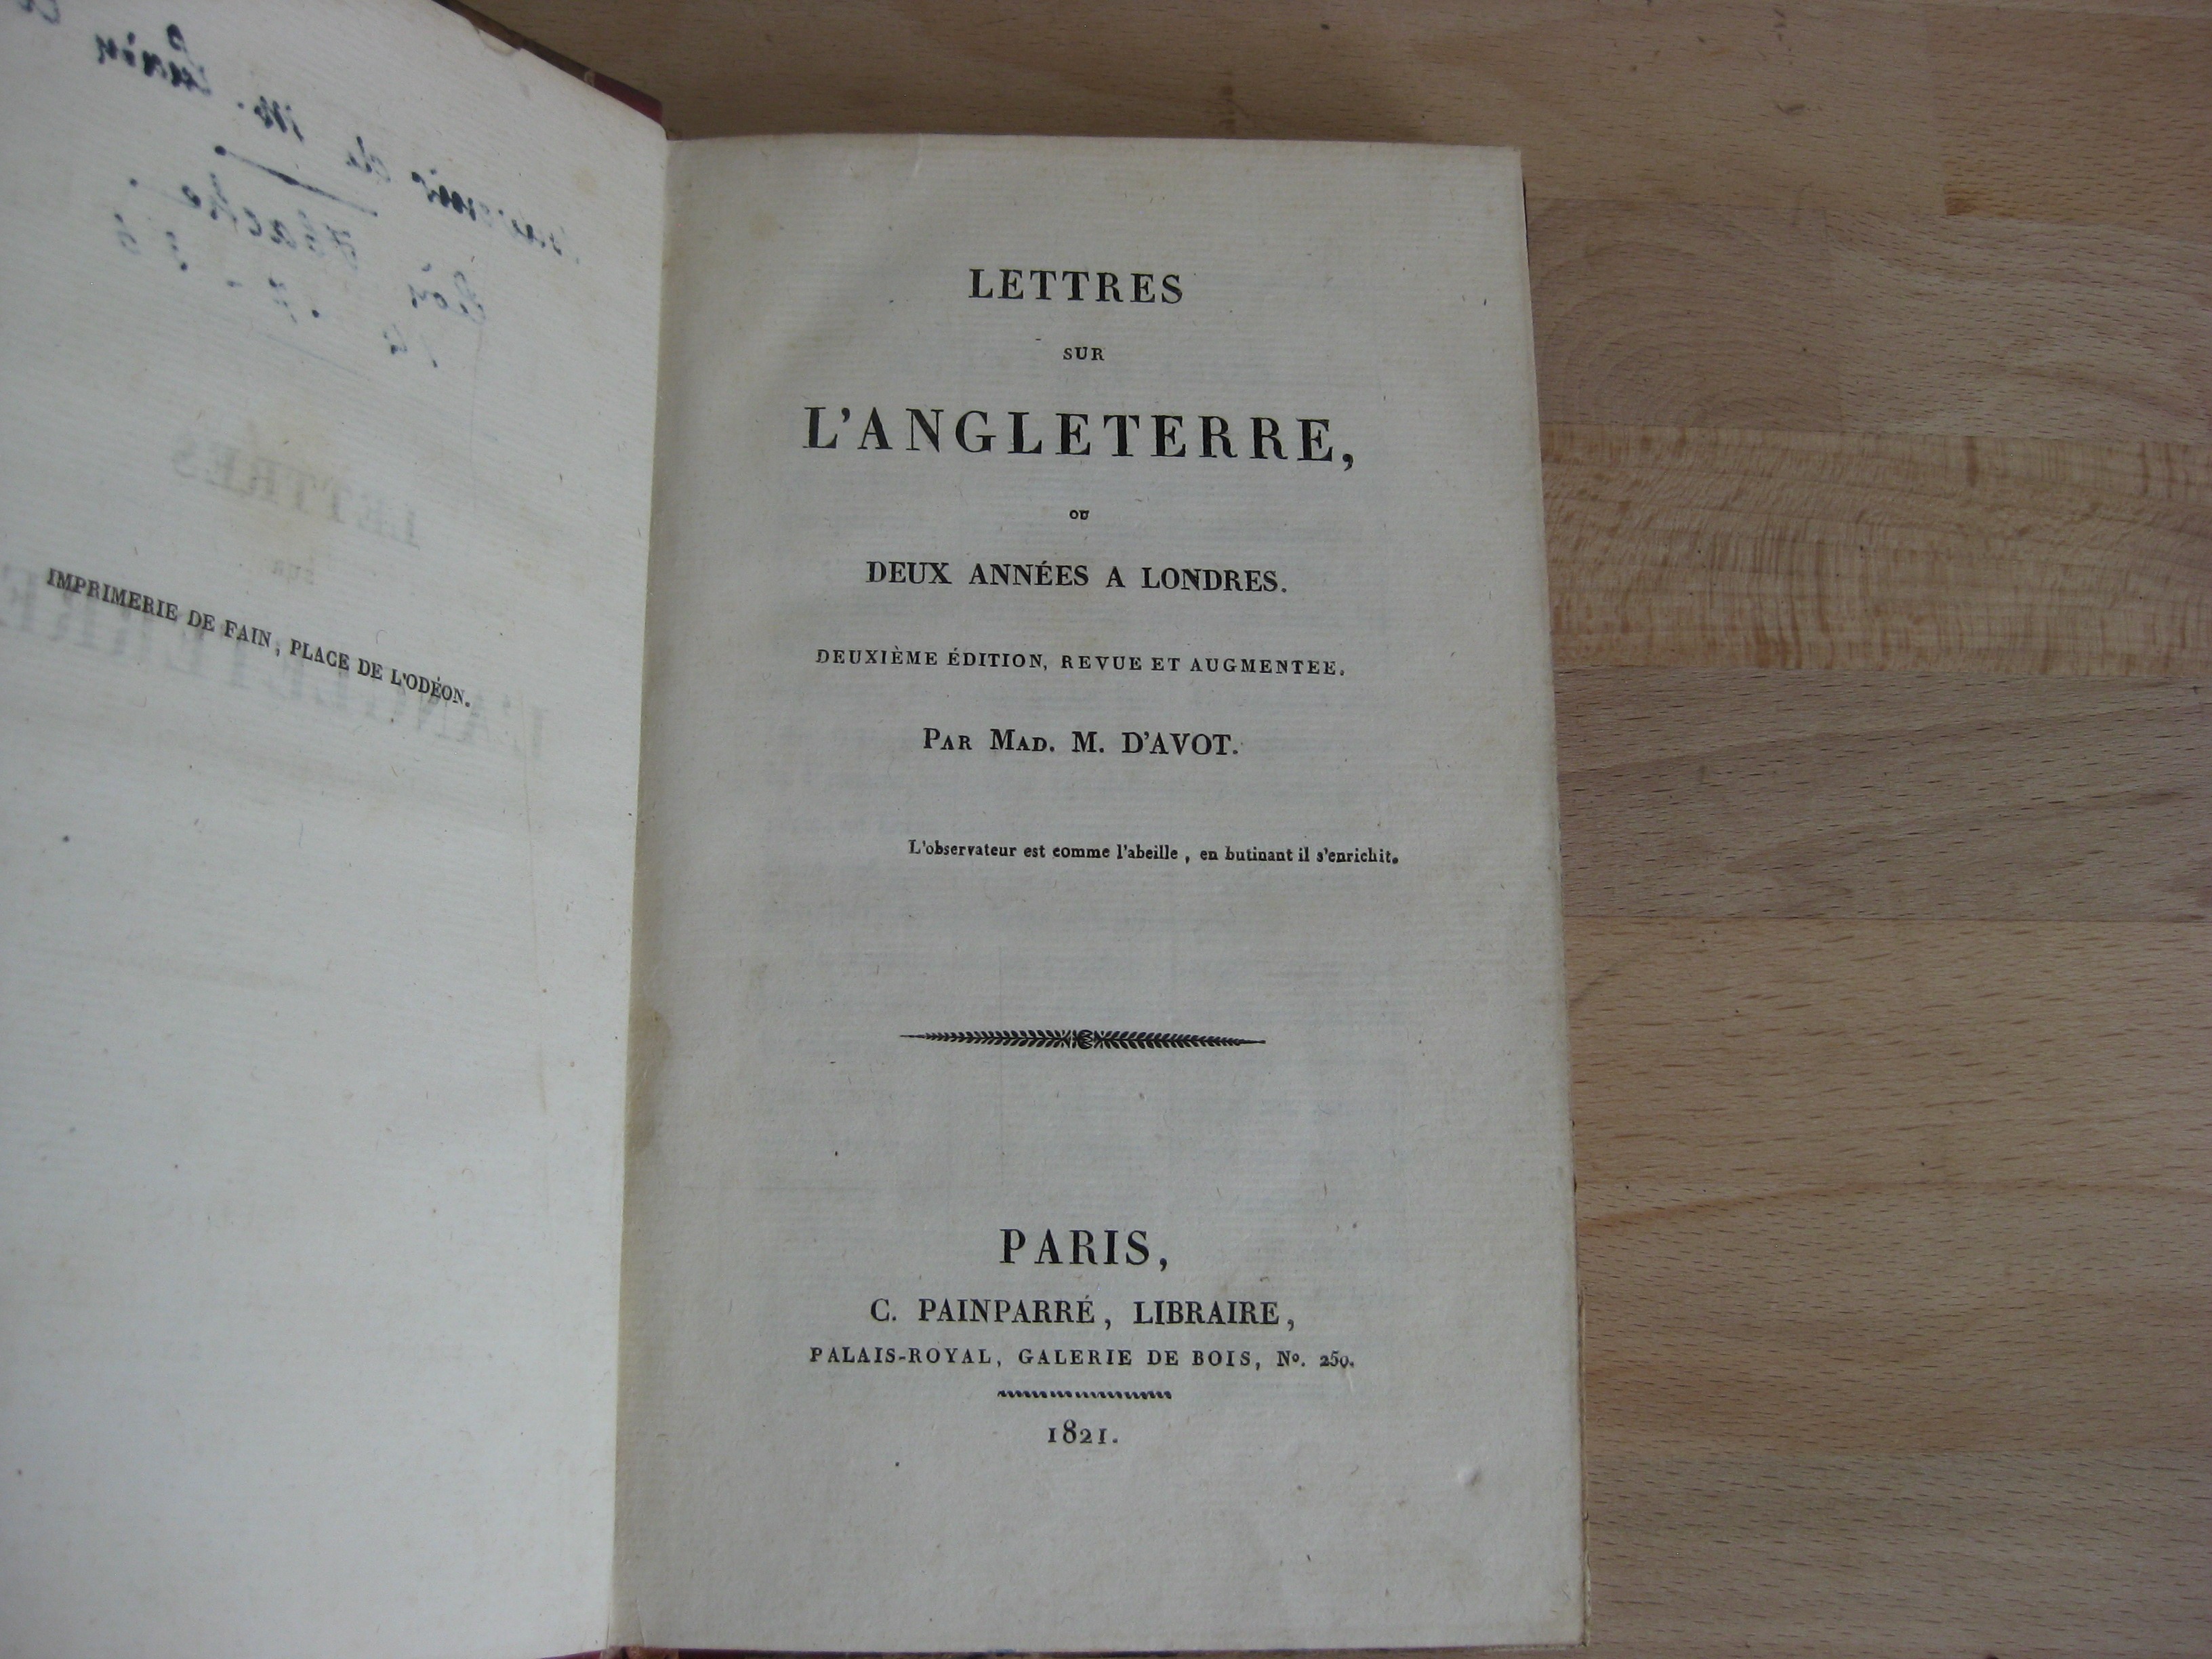 IMPRIMERIE DE FAIN, PLACE DE L'ODÉON.
LETTRES
SUR
L'ANGLETERRE,
OU
DEUX ANNÉES A LONDRES.
DEUXIÈME ÉDITION, REVUE ET AUGMENTEE.
PAR MAD. M. D'AVOT.
L'observateur est comme l'abeille, en butinant il s'enrichit.
PARIS,
C. PAINPARRÉ, LIBRAIRE,
PALAIS-ROYAL, GALERIE DE BOIS, Nº. 250.
1821.